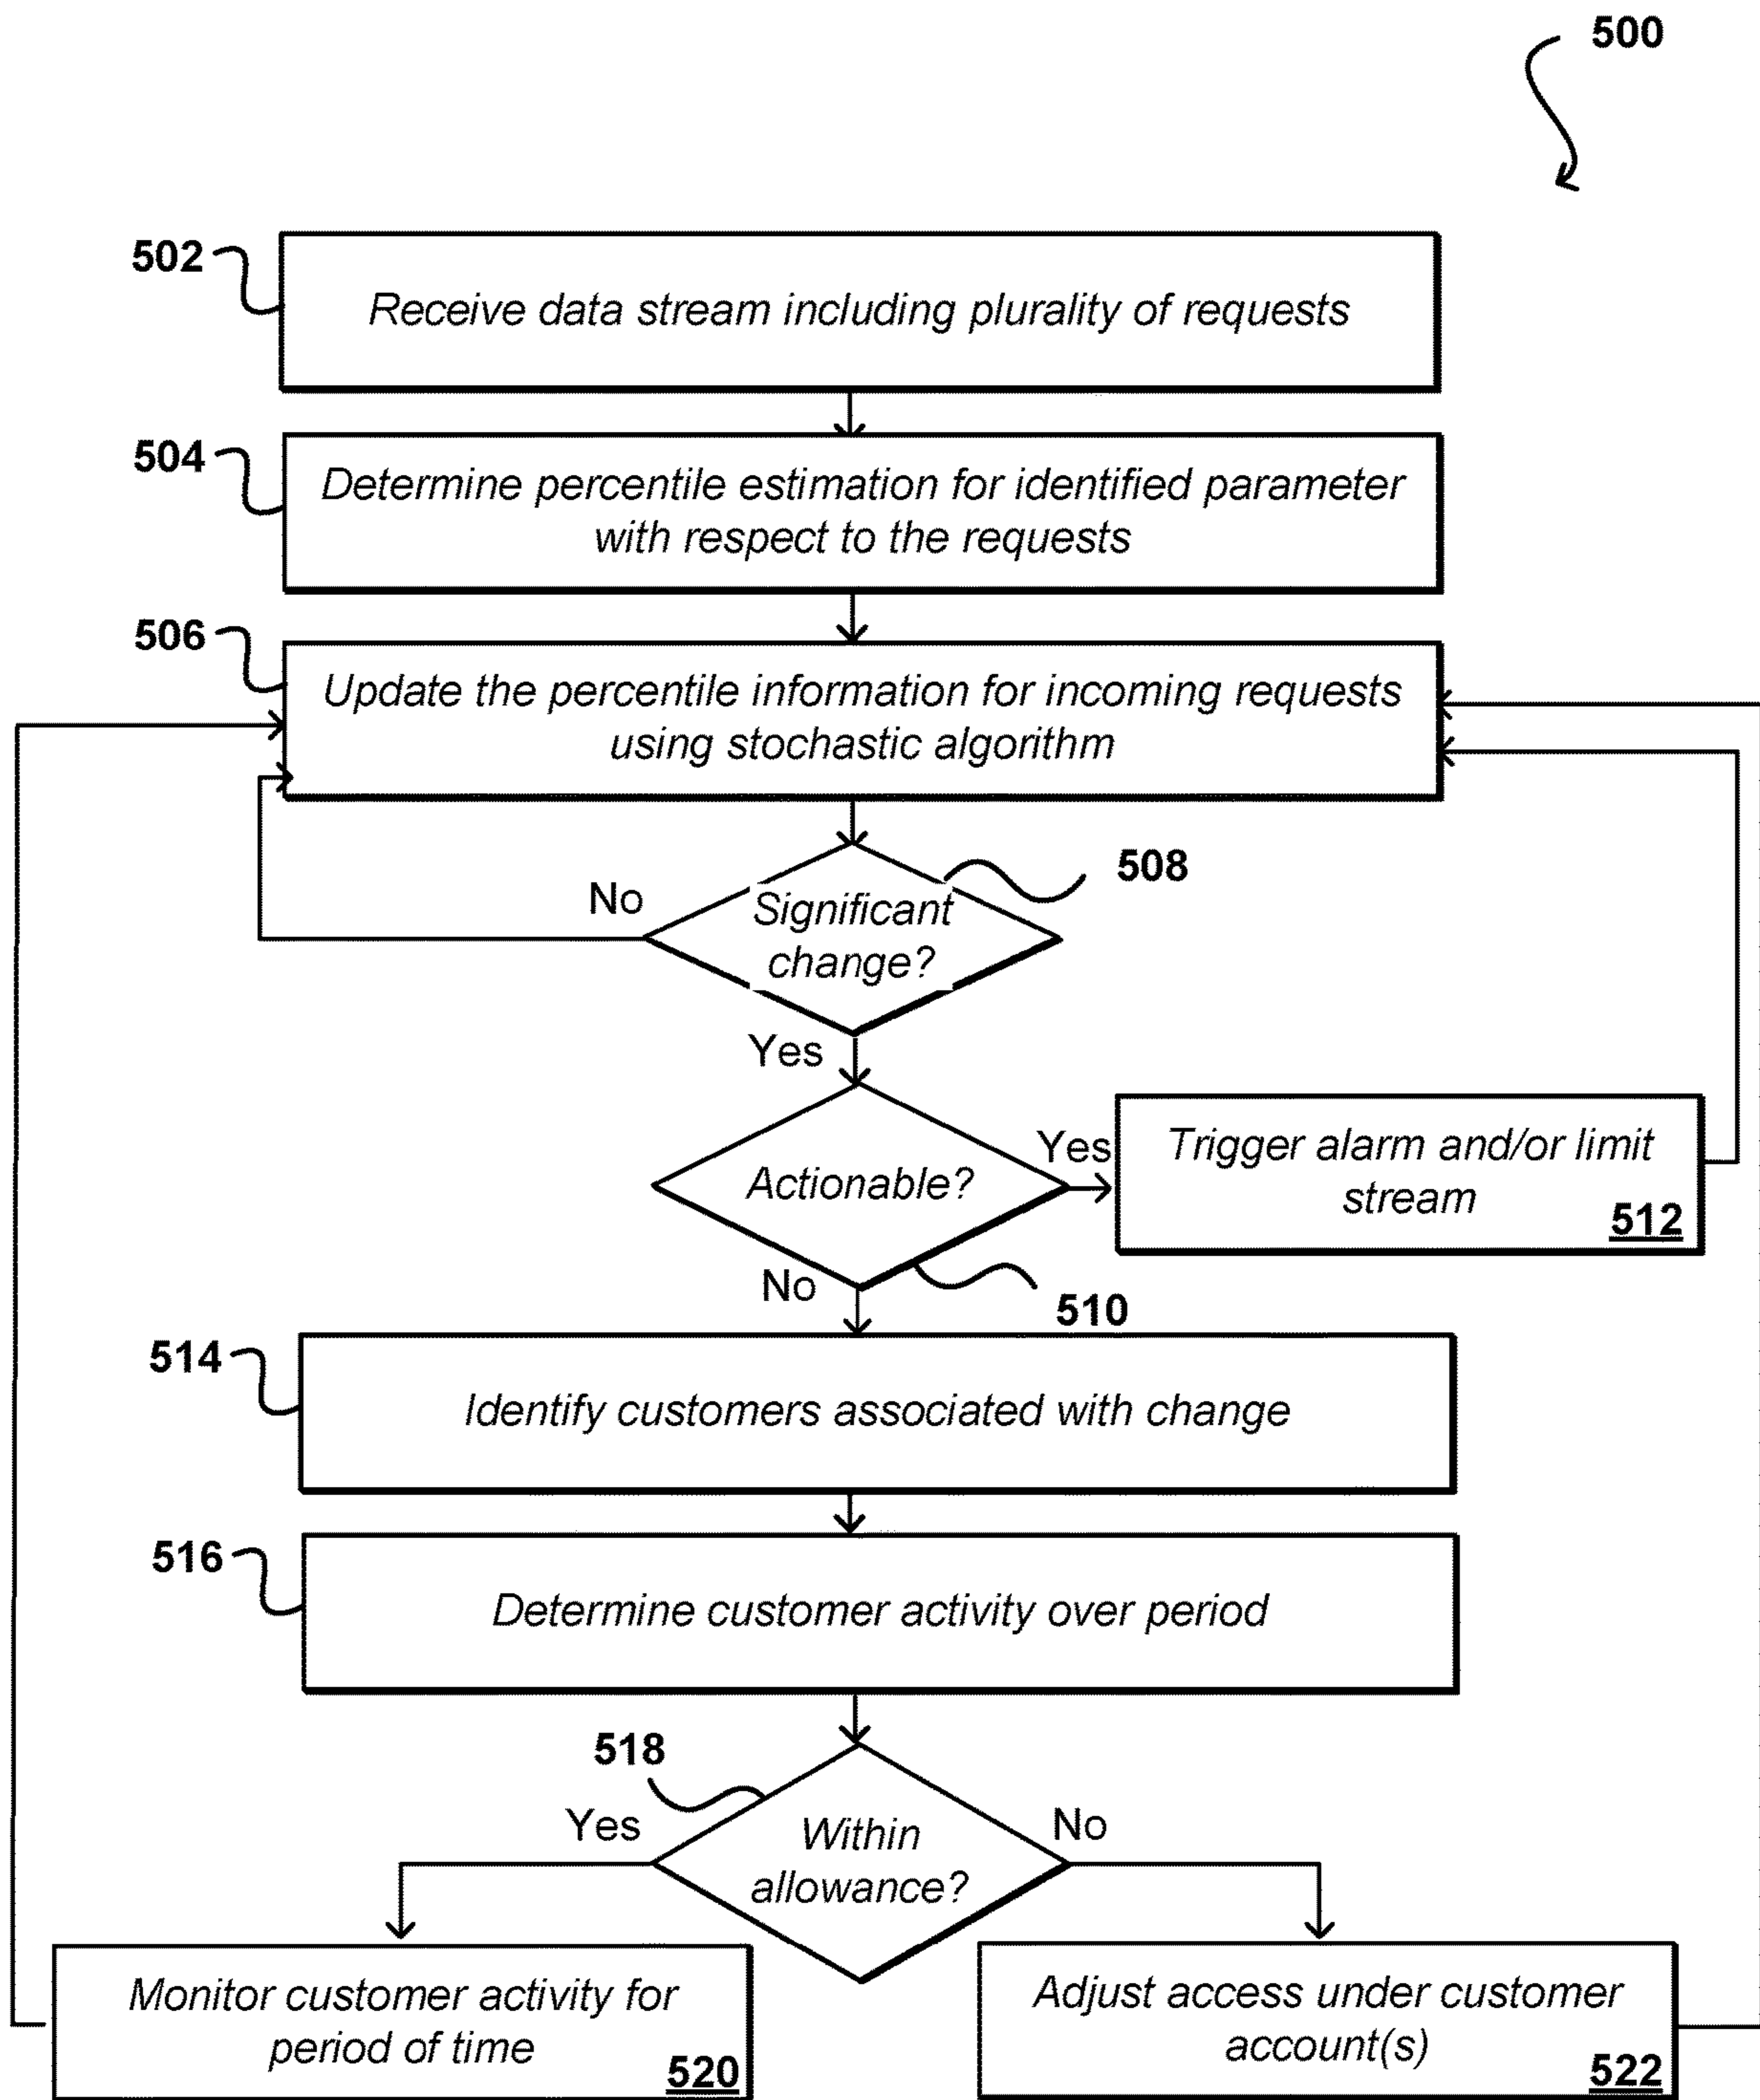 500
502
Receive data stream including plurality of requests
504
Determine percentile estimation for identified parameter
with respect to the requests
506
Update the percentile information for incoming requests
using stochastic algorithm
508
No
Significant
change?
Yes
Actionable?
Yes
Trigger alarm and/or limit
stream
512
No
510
514
Identify customers associated with change
516
Determine customer activity over period
518
Yes
Within
allowance?
No
Monitor customer activity for
period of time
520
Adjust access under customer
account(s)
522